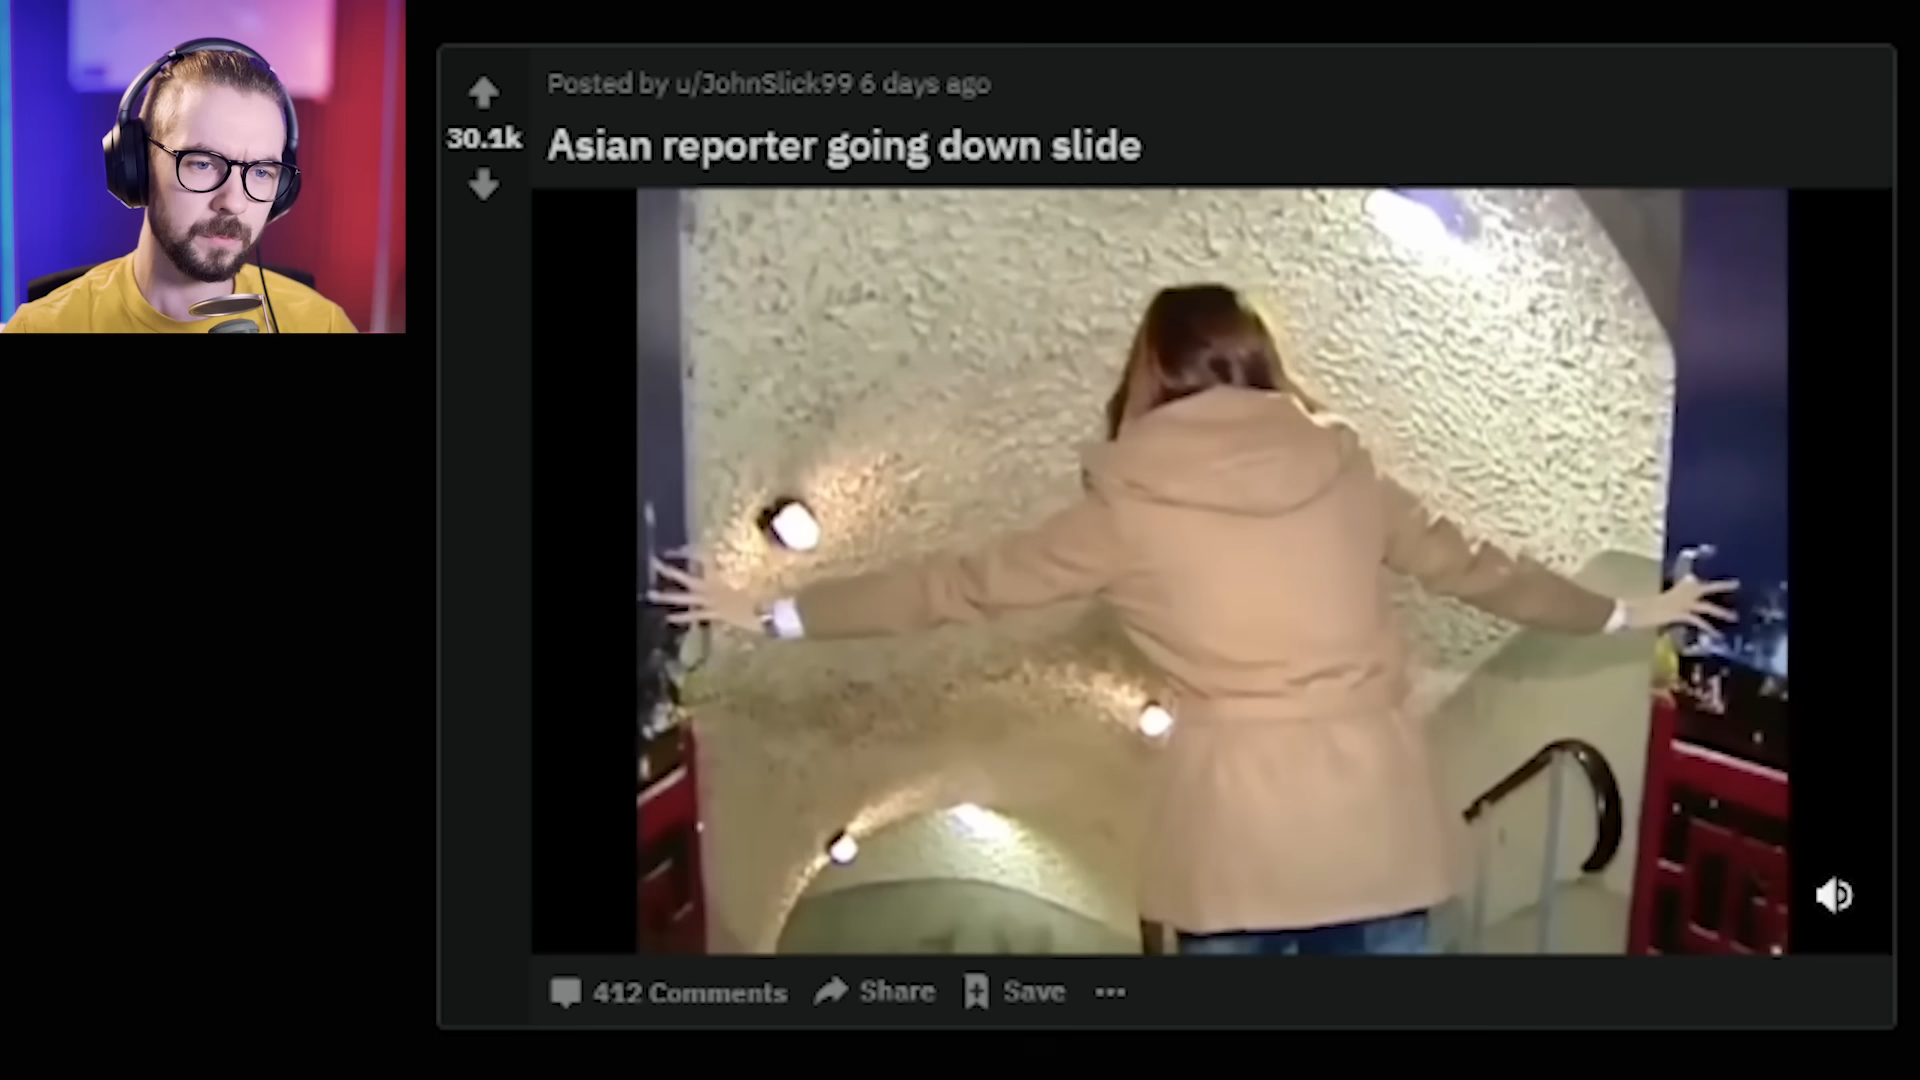 Posted by u/JohnSlick99 6 days ago
30.1k
Asian reporter going down slide
412 Comments
Share
Save